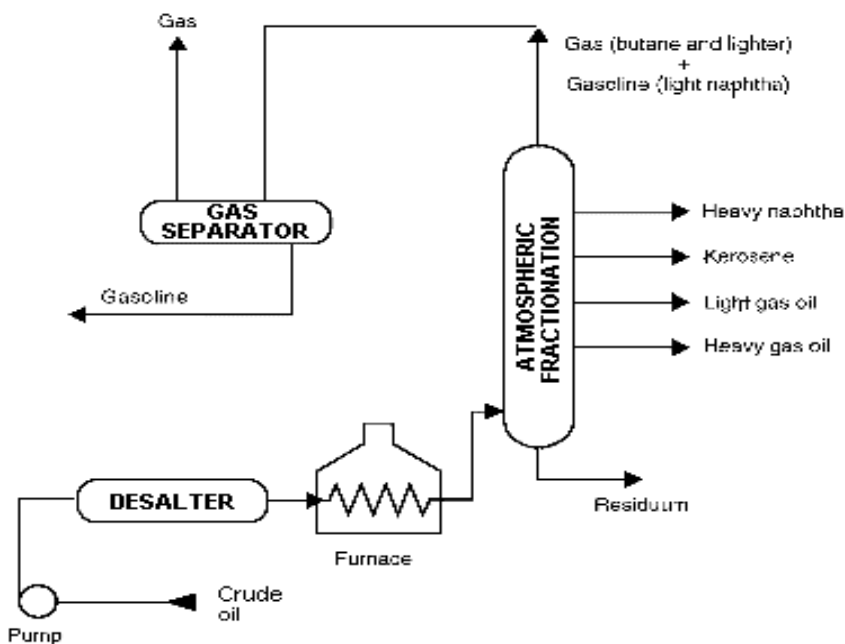 Gas
Gas (butane and lighter)
+
Gasoline (light naphtha)
GAS
SEPARATOR
Gasoline
ATMOSPHERIC
FRACTIONATION
Heavy naphtha
Kerosene
Light gas oil
Heavy gas oil
DESALTER
Furnace
Residuum
Crude
oil
Pump